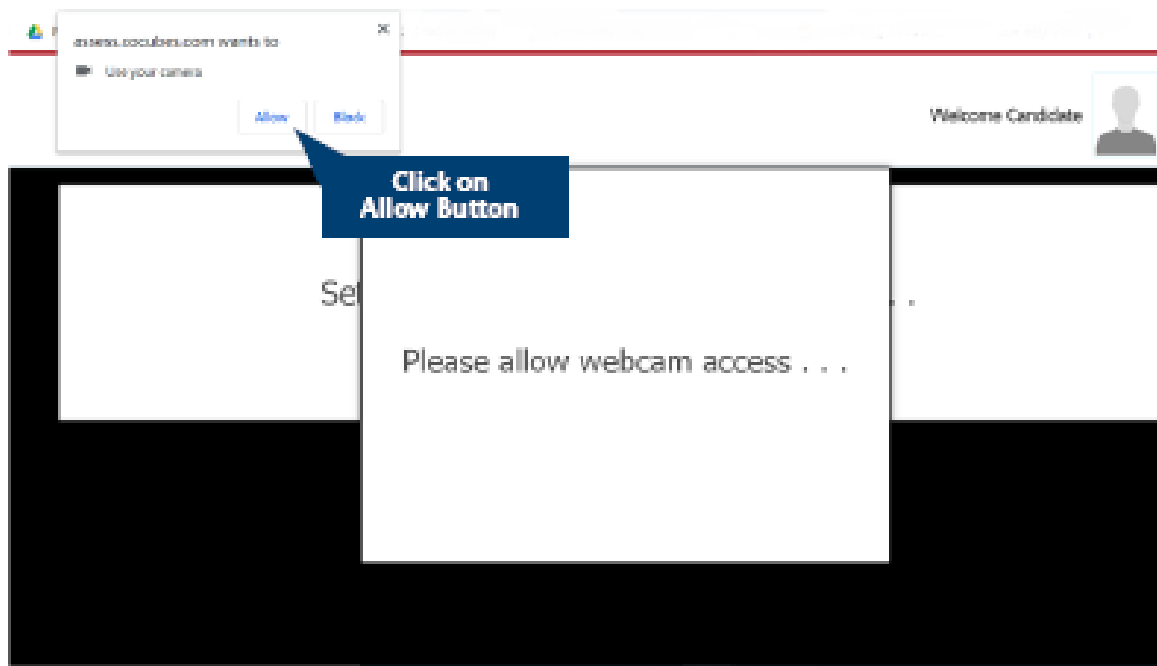 assess.cocubes.com wants to
Use your camera
Allow
Block
Welcome Candidate
Click on
Allow Button
Set
. .
Please allow webcam access . . .